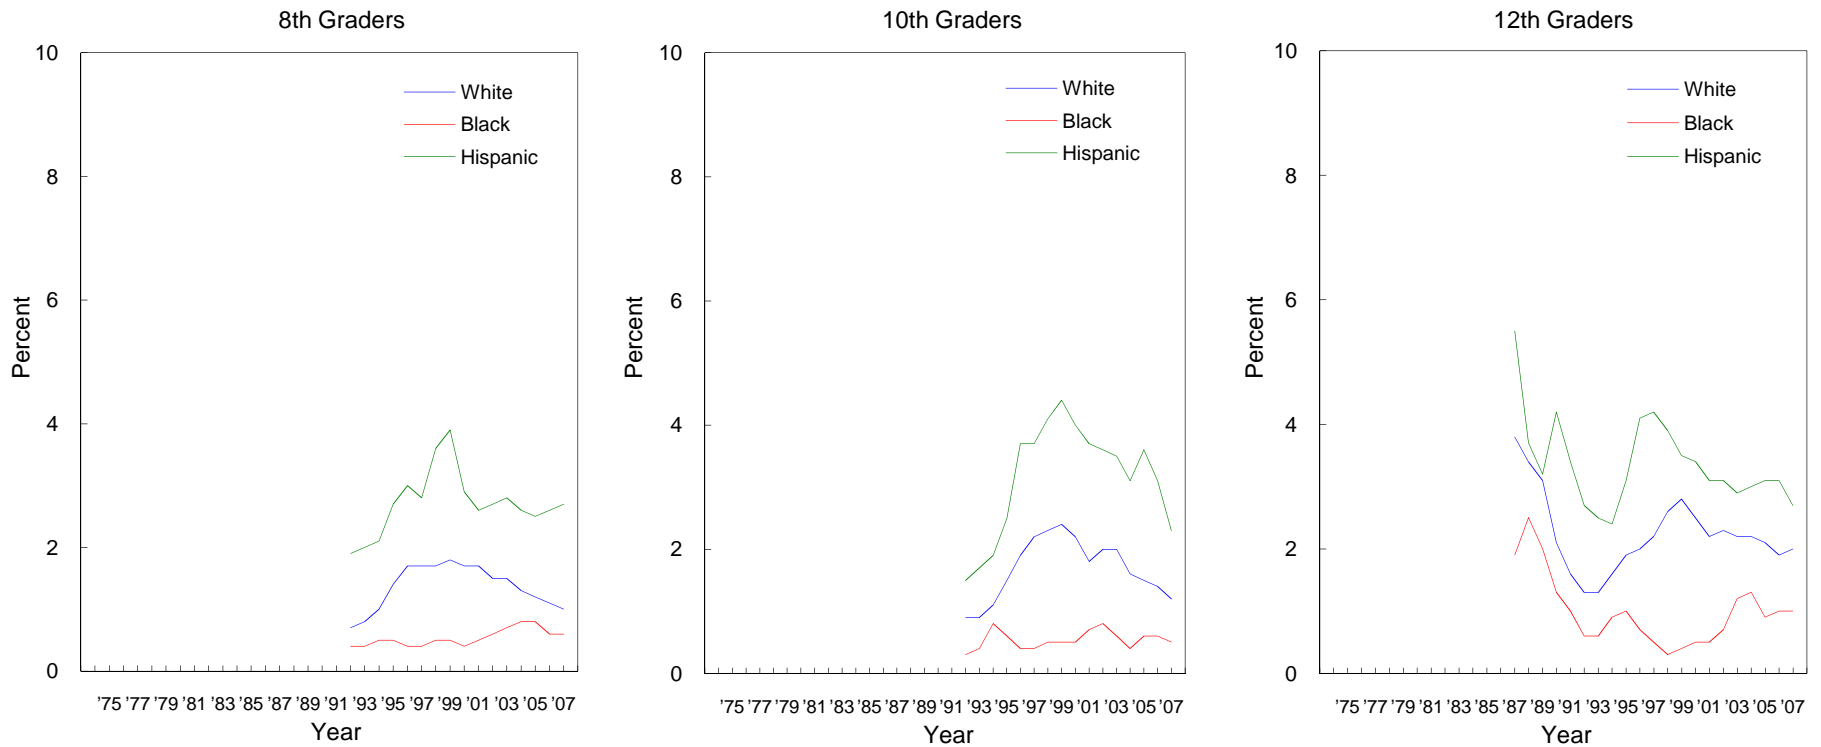 8th Graders
10
8
6
4
2
0
Percent
White
Black
Hispanic
’75 ’77 ’79 ’81 ’83 ’85 ’87 ’89 ’91 ’93 ’95 ’97 ’99 ’01 ’03 ’05 ’07
Year
10th Graders
10
8
6
4
2
0
Percent
White
Black
Hispanic
’75 ’77 ’79 ’81 ’83 ’85 ’87 ’89 ’91 ’93 ’95 ’97 ’99 ’01 ’03 ’05 ’07
Year
12th Graders
10
8
6
4
2
0
Percent
White
Black
Hispanic
’75 ’77 ’79 ’81 ’83 ’85 ’87 ’89 ’91 ’93 ’95 ’97 ’99 ’01 ’03 ’05 ’07
Year